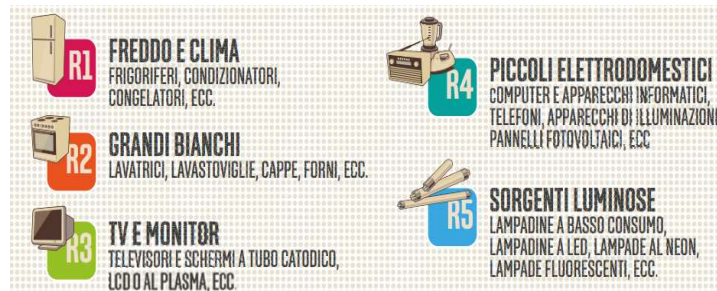 R1
FREDDO E CLIMA
FRIGORIFERI, CONDIZIONATORI,
CONGELATORI, ECC.
R2
GRANDI BIANCHI
LAVATRICI, LAVASTOVIGLIE, CAPPE, FORNI, ECC.
R3
TV E MONITOR
TELEVISORI E SCHERMI A TUBO CATODICO,
LCD O AL PLASMA, ECC
R4
PICCOLI ELETTRODOMESTICI
COMPUTER E APPARECCHI INFORMATICI,
TELEFONI, APPARECCHI DI ILLUMINAZIONE
PANNELLI FOTOVOLTAICI, ECC
R5
SORGENTI LUMINOSE
LAMPADINE A BASSO CONSUMO,
LAMPADINE A LED, LAMPADE AL NEON,
LAMPADE FLUORESCENTI, ECC.